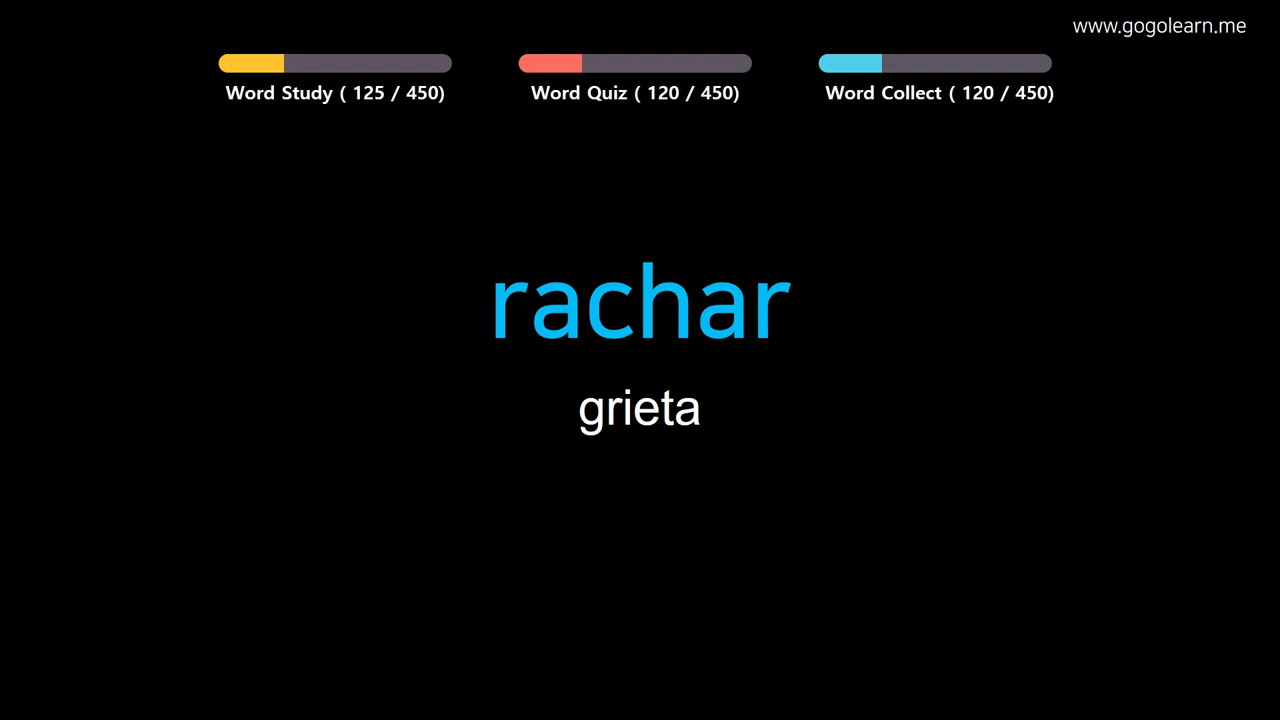 www.gogolearn.me
Word Study ( 125 / 450)
Word Quiz ( 120 / 450)
Word Collect ( 120 / 450)
rachar
grieta